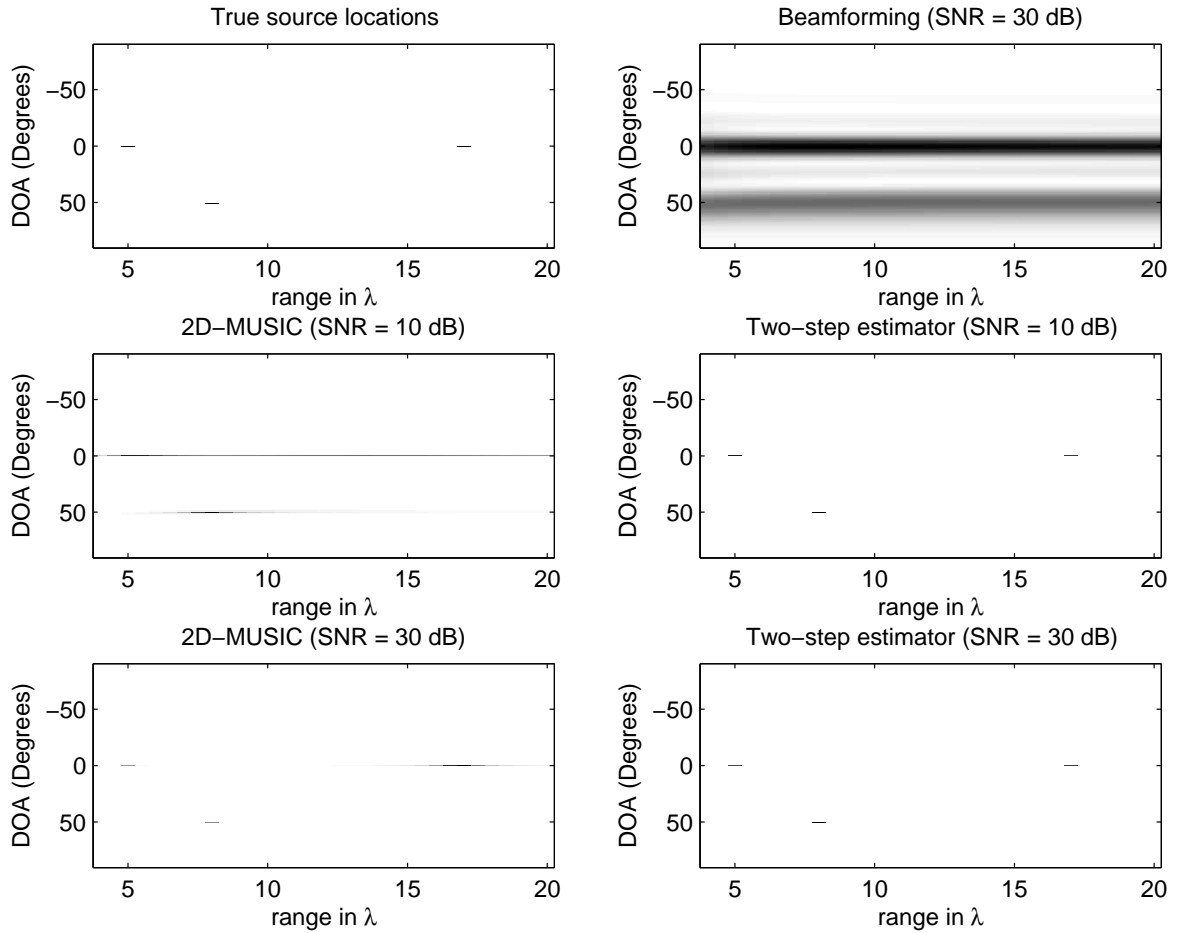 True source locations
DOA (Degrees)
−50
0
50
5 10 15 20
range in λ
Beamforming (SNR = 30 dB)
DOA (Degrees)
−50
0
50
5 10 15 20
range in λ
2D−MUSIC (SNR = 10 dB)
DOA (Degrees)
−50
0
50
5 10 15 20
range in λ
Two−step estimator (SNR = 10 dB)
DOA (Degrees)
−50
0
50
5 10 15 20
range in λ
2D−MUSIC (SNR = 30 dB)
DOA (Degrees)
−50
0
50
5 10 15 20
range in λ
Two−step estimator (SNR = 30 dB)
DOA (Degrees)
−50
0
50
5 10 15 20
range in λ